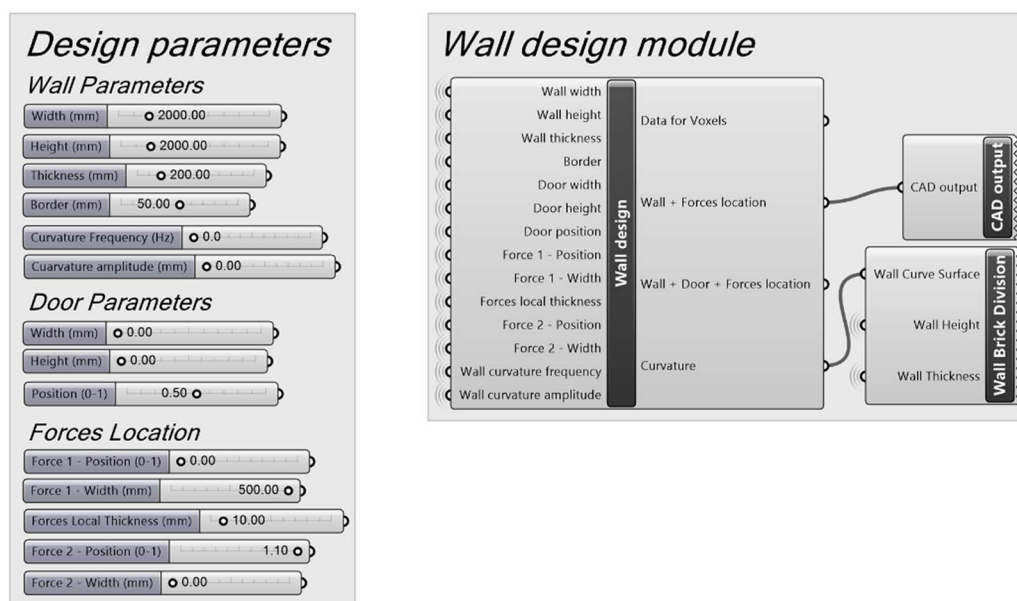 Design parameters
Wall Parameters
Width (mm) 2000.00
Height (mm) 2000.00
Thickness (mm) 200.00
Border (mm) 50.00
Curvature Frequency (Hz) 0.0
Cuarvature amplitude (mm) 0.00
Door Parameters
Width (mm) 0.00
Height (mm) 0.00
Position (0-1) 0.50
Forces Location
Force 1 - Position (0-1) 0.00
Force 1 - Width (mm) 500.00
Forces Local Thickness (mm) 10.00
Force 2 - Position (0-1) 1.10
Force 2 - Width (mm) 0.00
Wall design module
Wall width
Wall height
Wall thickness
Border
Door width
Door height
Door position
Force 1 - Position
Force 1 - Width
Forces local thickness
Force 2 - Position
Force 2 - Width
Wall curvature frequency
Wall curvature amplitude
Wall design
Data for Voxels
Wall + Forces location
Wall + Door + Forces location
Curvature
CAD output
CAD output
Wall Curve Surface
Wall Height
Wall Thickness
Wall Brick Division